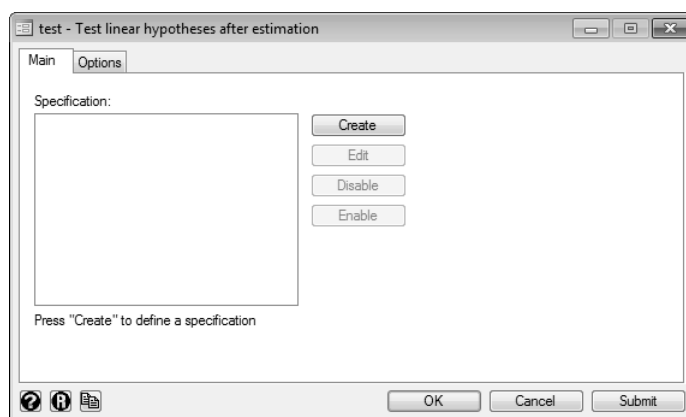 test - Test linear hypotheses after estimation
Main
Options
Specification:
Create
Edit
Disable
Enable
Press "Create" to define a specification
? R
OK
Cancel
Submit